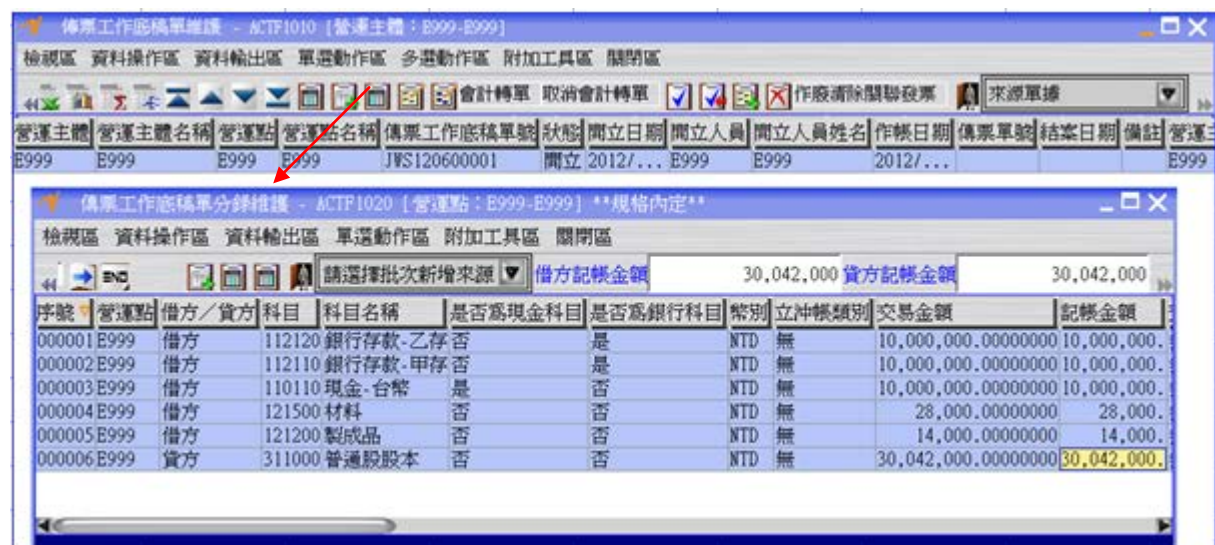 傳票工作底稿單維護 - ACTF1010 [營運主體：E999-E999]
檢視區 資料操作區 資料輸出區 單選動作區 多選動作區 附加工具區 關閉區
會計轉單 取消會計轉單 作廢清除關聯發票 來源單據
營運主體 營運主體名稱 營運點 營運點名稱 傳票工作底稿單號 狀態 開立日期 開立人員 開立人員姓名 作帳日期 傳票單號 結案日期 備註 營運主
E999 E999 E999 E999 JWS120600001 開立 2012/... E999 E999 2012/... E999
傳票工作底稿單分錄維護 - ACTF1020 [營運點：E999-E999] **規格內定**
檢視區 資料操作區 資料輸出區 單選動作區 附加工具區 關閉區
END 請選擇批次新增來源 借方記帳金額 30,042,000 貸方記帳金額 30,042,000
序號 營運點 借方／貸方 科目 科目名稱 是否為現金科目 是否為銀行科目 幣別 立沖帳類別 交易金額 記帳金額
000001 E999 借方 112120 銀行存款-乙存 否 是 NTD 無 10,000,000.00000000 10,000,000.
000002 E999 借方 112110 銀行存款-甲存 否 是 NTD 無 10,000,000.00000000 10,000,000.
000003 E999 借方 110110 現金-台幣 是 否 NTD 無 10,000,000.00000000 10,000,000.
000004 E999 借方 121500 材料 否 否 NTD 無 28,000.00000000 28,000.
000005 E999 借方 121200 製成品 否 否 NTD 無 14,000.00000000 14,000.
000006 E999 貸方 311000 普通股股本 否 否 NTD 無 30,042,000.00000000 30,042,000.